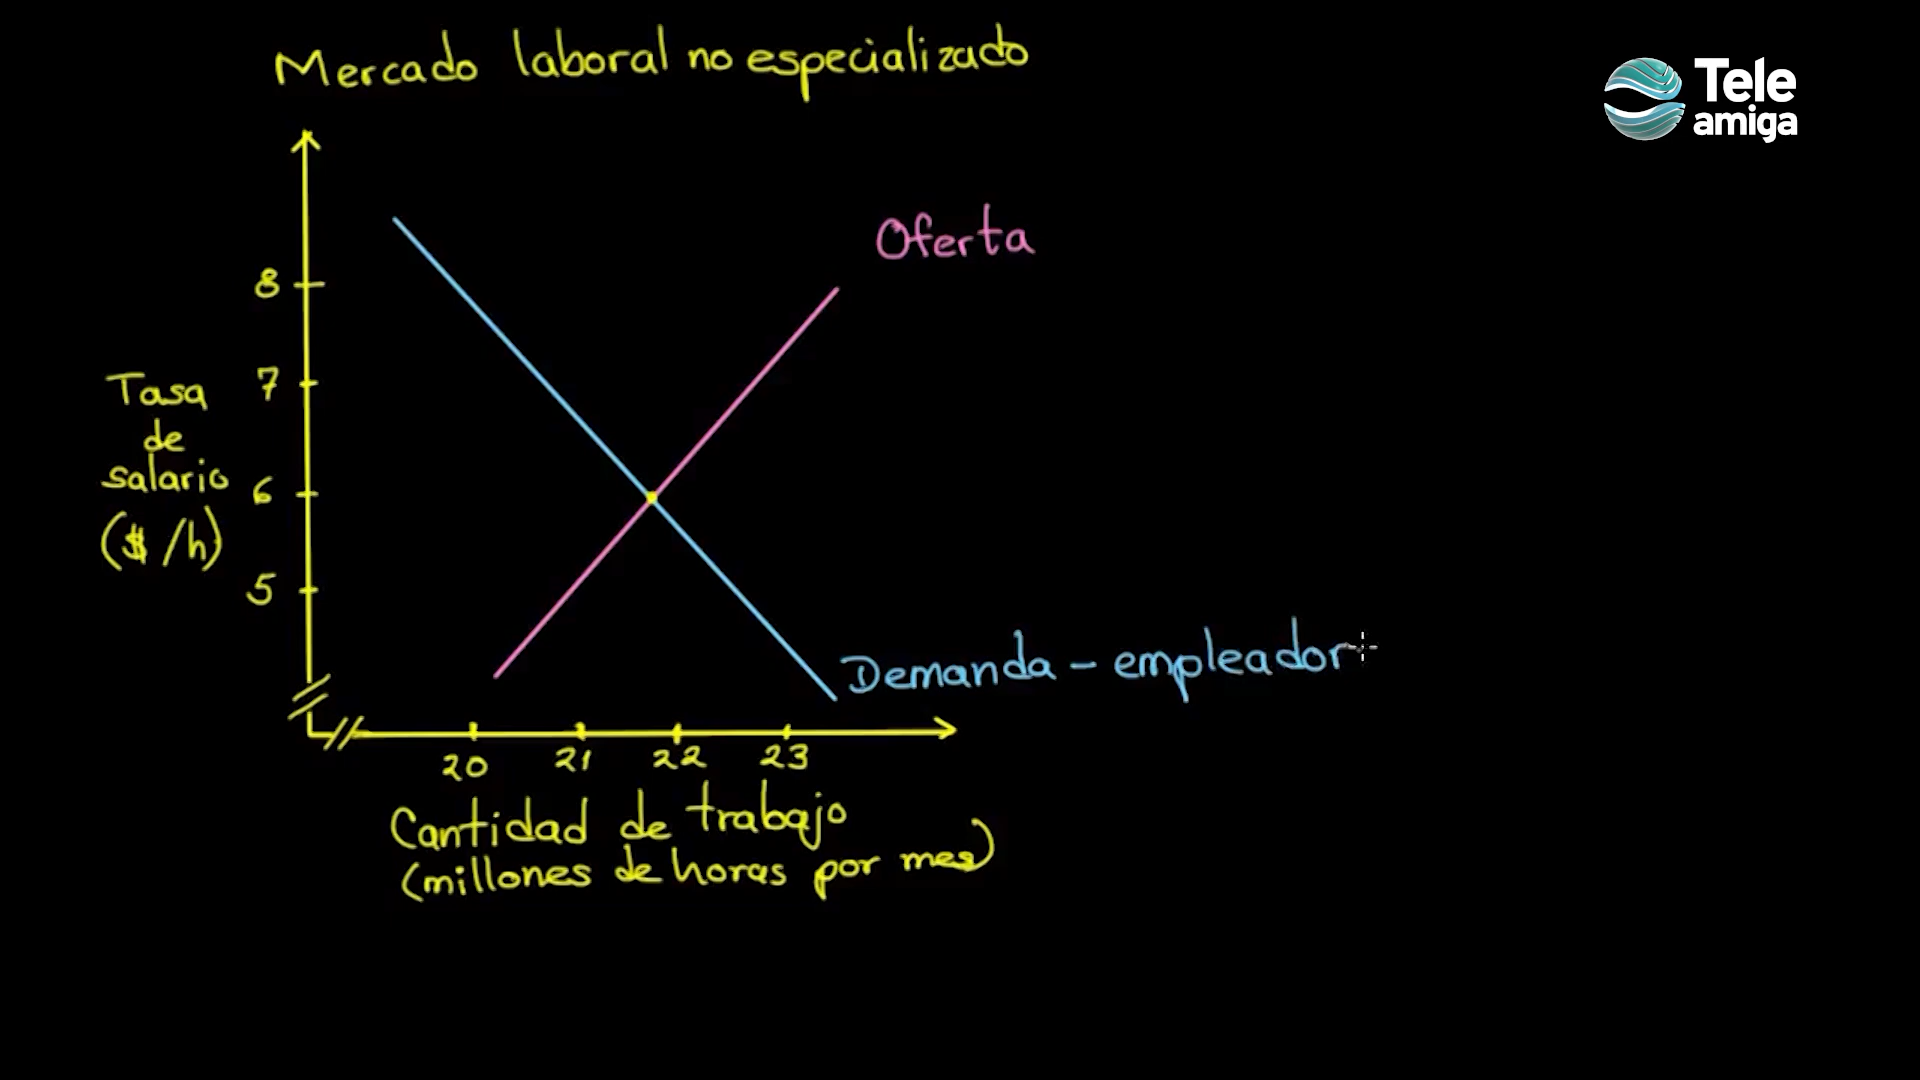 Mercado laboral no especializado
Tele
amiga
Oferta
8
7
Tasa
de
salario
($/h)
6
5
Demanda - empleador
20 21 22 23
Cantidad de trabajo
(millones de horas por mes)